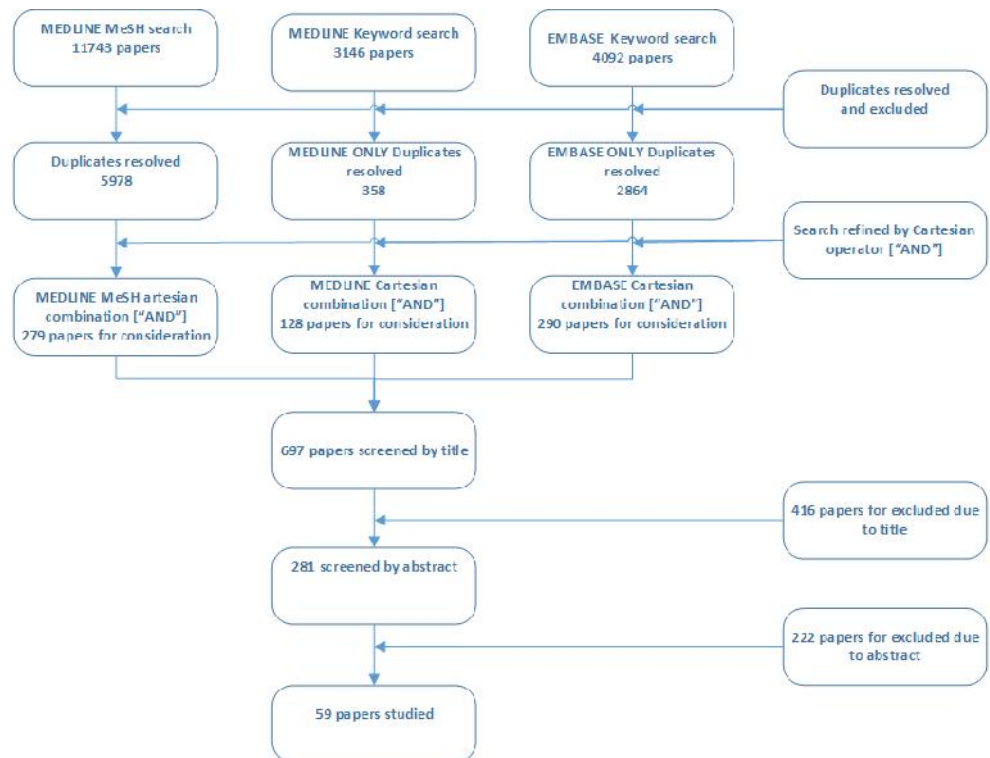 MEDLINE MeSH search
11743 papers
MEDLINE Keyword search
3146 papers
EMBASE Keyword search
4092 papers
Duplicates resolved
and excluded
Duplicates resolved
5978
MEDLINE ONLY Duplicates
resolved
358
EMBASE ONLY Duplicates
resolved
2864
Search refined by Cartesian
operator ["AND"]
MEDLINE MeSH artesian
combination ["AND"]
279 papers for consideration
MEDLINE Cartesian
combination ["AND"]
128 papers for consideration
EMBASE Cartesian
combination ["AND"]
290 papers for consideration
697 papers screened by title
416 papers for excluded due
to title
281 screened by abstract
222 papers for excluded due
to abstract
59 papers studied